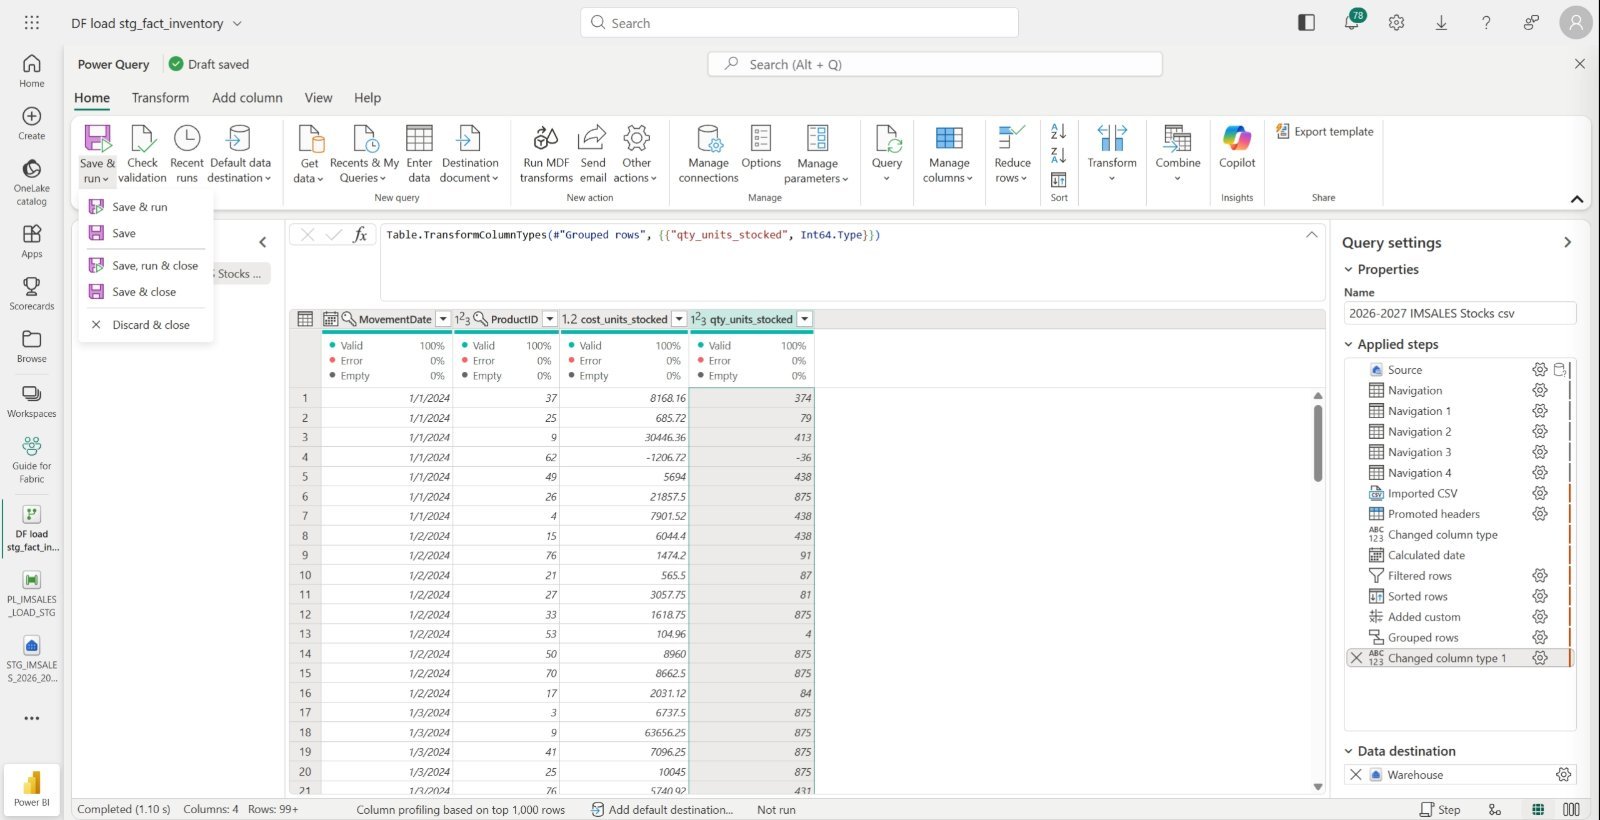 DF load stg_fact_inventory
Search
78
Power Query
Draft saved
Search (Alt + Q)
Home
Transform
Add column
View
Help
Save & run
Check validation
Recent runs
Default data destination
Get data
Recents & My Queries
Enter data
Destination document
New query
Run MDF transforms
Send email
Other actions
New action
Manage connections
Options
Manage parameters
Manage
Query
Manage columns
Reduce rows
Sort
Transform
Combine
Copilot
Insights
Export template
Share
Save & run
Save
Save, run & close
Save & close
Discard & close
Stocks ...
Home
Create
OneLake catalog
Apps
Scorecards
Browse
Workspaces
Guide for Fabric
DF load stg_fact_in...
PL_IMSALES _LOAD_STG
STG_IMSALE S_2026_20...
Power BI
fx
Table.TransformColumnTypes(#"Grouped rows", {{"qty_units_stocked", Int64.Type}})
MovementDate 1²3 ProductID 1.2 cost_units_stocked 1²3 qty_units_stocked
Valid 100% Valid 100% Valid 100% Valid 100%
Error 0% Error 0% Error 0% Error 0%
Empty 0% Empty 0% Empty 0% Empty 0%
1 1/1/2024 37 8168.16 374
2 1/1/2024 25 685.72 79
3 1/1/2024 9 30446.36 413
4 1/1/2024 62 -1206.72 -36
5 1/1/2024 49 5694 438
6 1/1/2024 26 21857.5 875
7 1/1/2024 4 7901.52 438
8 1/2/2024 15 6044.4 438
9 1/2/2024 76 1474.2 91
10 1/2/2024 21 565.5 87
11 1/2/2024 27 3057.75 81
12 1/2/2024 33 1618.75 875
13 1/2/2024 53 104.96 4
14 1/2/2024 50 8960 875
15 1/2/2024 70 8662.5 875
16 1/2/2024 17 2031.12 84
17 1/3/2024 3 6737.5 875
18 1/3/2024 9 63656.25 875
19 1/3/2024 41 7096.25 875
20 1/3/2024 25 10045 875
21 1/3/2024 76 5740.92 431
Query settings
Properties
Name
2026-2027 IMSALES Stocks csv
Applied steps
Source
Navigation
Navigation 1
Navigation 2
Navigation 3
Navigation 4
Imported CSV
Promoted headers
ABC 123 Changed column type
Calculated date
Filtered rows
Sorted rows
Added custom
Grouped rows
ABC 123 Changed column type 1
Data destination
Warehouse
Completed (1.10 s) Columns: 4 Rows: 99+
Column profiling based on top 1,000 rows
Add default destination...
Not run
Step